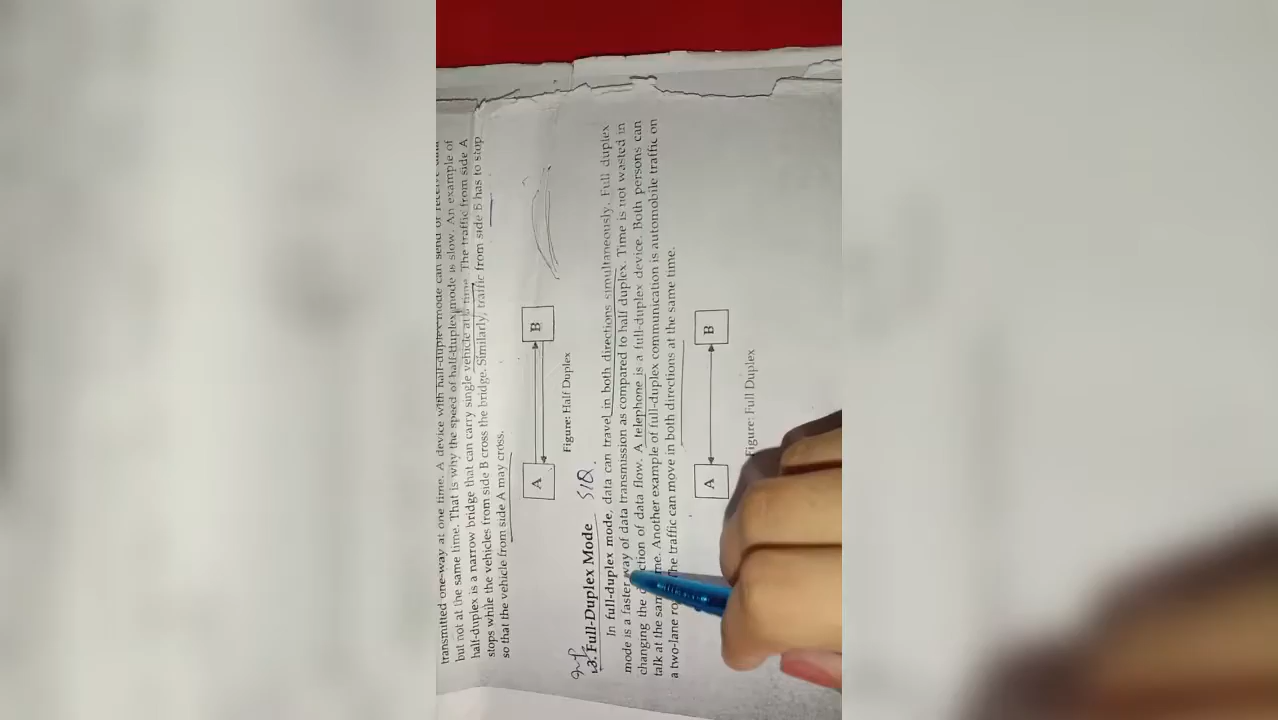 transmitted one-way at one time. A device with half-duplex mode can send or receive data
but not at the same time. That is why the speed of half-duplex mode is slow. An example of
half-duplex is a narrow bridge that can carry single vehicle at a time. The traffic from side A
stops while the vehicles from side B cross the bridge. Similarly, traffic from side B has to stop
so that the vehicle from side A may cross.
A B
Figure: Half Duplex
3. Full-Duplex Mode S/Q.
In full-duplex mode, data can travel in both directions simultaneously. Full duplex
mode is a faster way of data transmission as compared to half duplex. Time is not wasted in
changing the direction of data flow. A telephone is a full-duplex device. Both persons can
talk at the same time. Another example of full-duplex communication is automobile traffic on
a two-lane the traffic can move in both directions at the same time.
A B
Figure: Full Duplex